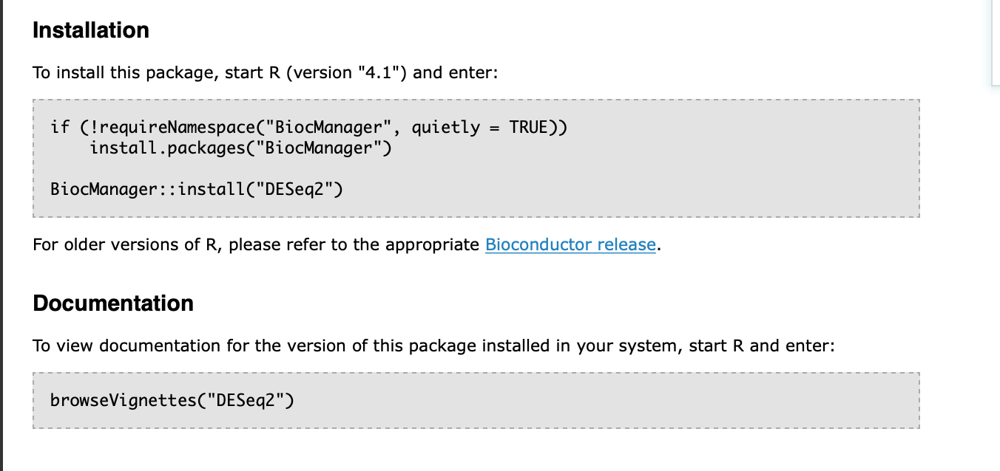 Installation
To install this package, start R (version "4.1") and enter:
if (!requireNamespace("BiocManager", quietly = TRUE))
    install.packages("BiocManager")
BiocManager::install("DESeq2")
For older versions of R, please refer to the appropriate Bioconductor release.
Documentation
To view documentation for the version of this package installed in your system, start R and enter:
browseVignettes("DESeq2")